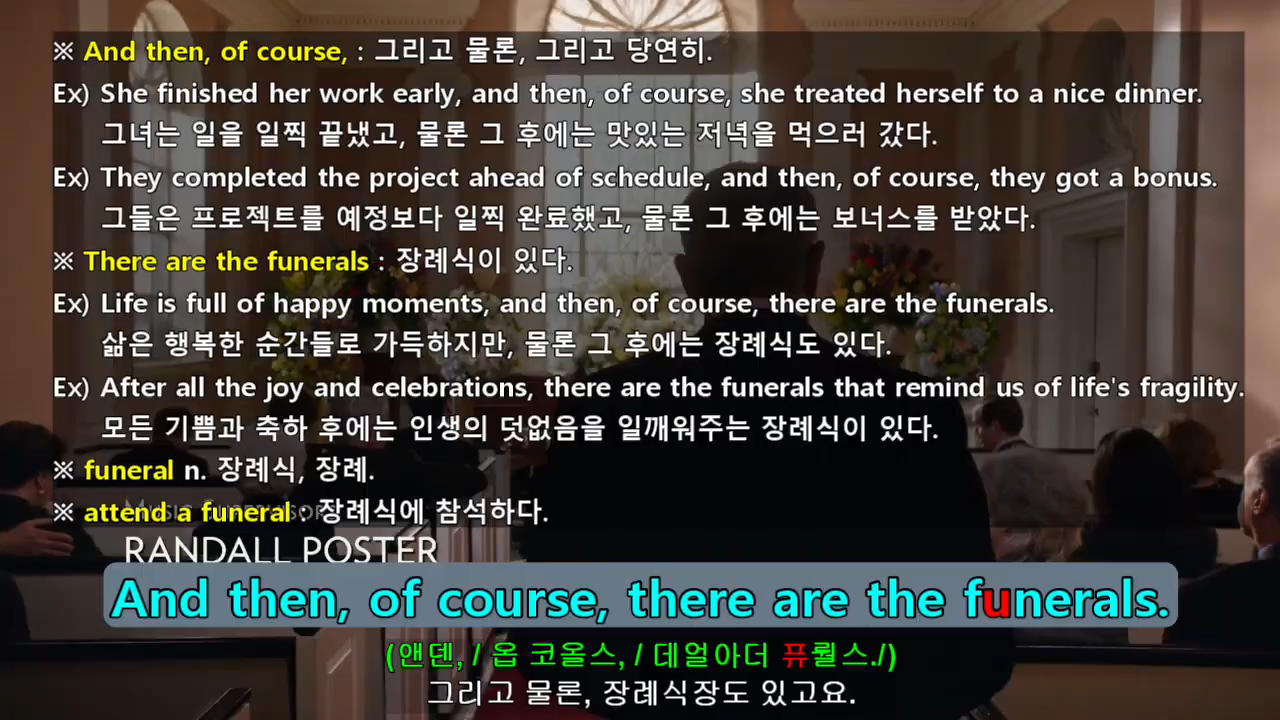 ※ And then, of course, : 그리고 물론, 그리고 당연히.
Ex) She finished her work early, and then, of course, she treated herself to a nice dinner.
그녀는 일을 일찍 끝냈고, 물론 그 후에는 맛있는 저녁을 먹으러 갔다.
Ex) They completed the project ahead of schedule, and then, of course, they got a bonus.
그들은 프로젝트를 예정보다 일찍 완료했고, 물론 그 후에는 보너스를 받았다.
※ There are the funerals : 장례식이 있다.
Ex) Life is full of happy moments, and then, of course, there are the funerals.
삶은 행복한 순간들로 가득하지만, 물론 그 후에는 장례식도 있다.
Ex) After all the joy and celebrations, there are the funerals that remind us of life's fragility.
모든 기쁨과 축하 후에는 인생의 덧없음을 일깨워주는 장례식이 있다.
※ funeral n. 장례식, 장례.
※ attend a funeral : 장례식에 참석하다.
MUSIC SUPERVISOR
RANDALL POSTER
And then, of course, there are the funerals.
(앤덴, / 옵 코올스, / 데얼아더 퓨뤌스./)
그리고 물론, 장례식장도 있고요.